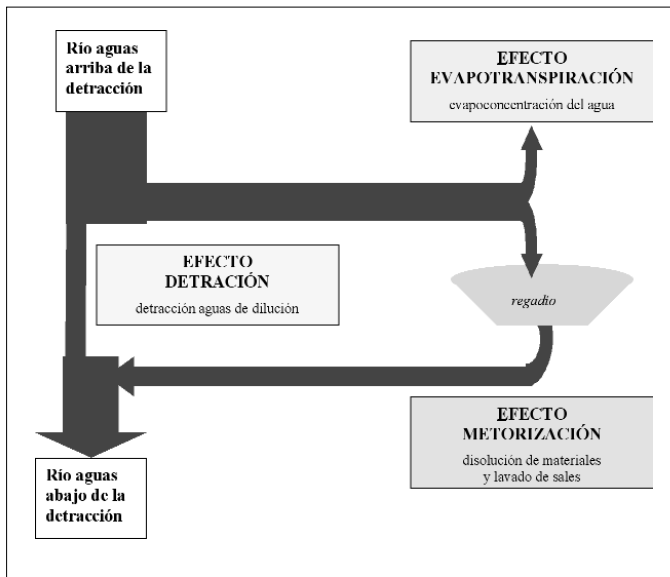 Río aguas
arriba de la
detracción
EFECTO
EVAPOTRANSPIRACIÓN
evapoconcentración del agua
EFECTO
DETRACIÓN
detracción aguas de dilución
regadio
EFECTO
METORIZACIÓN
disolución de materiales
y lavado de sales
Río aguas
abajo de la
detracción